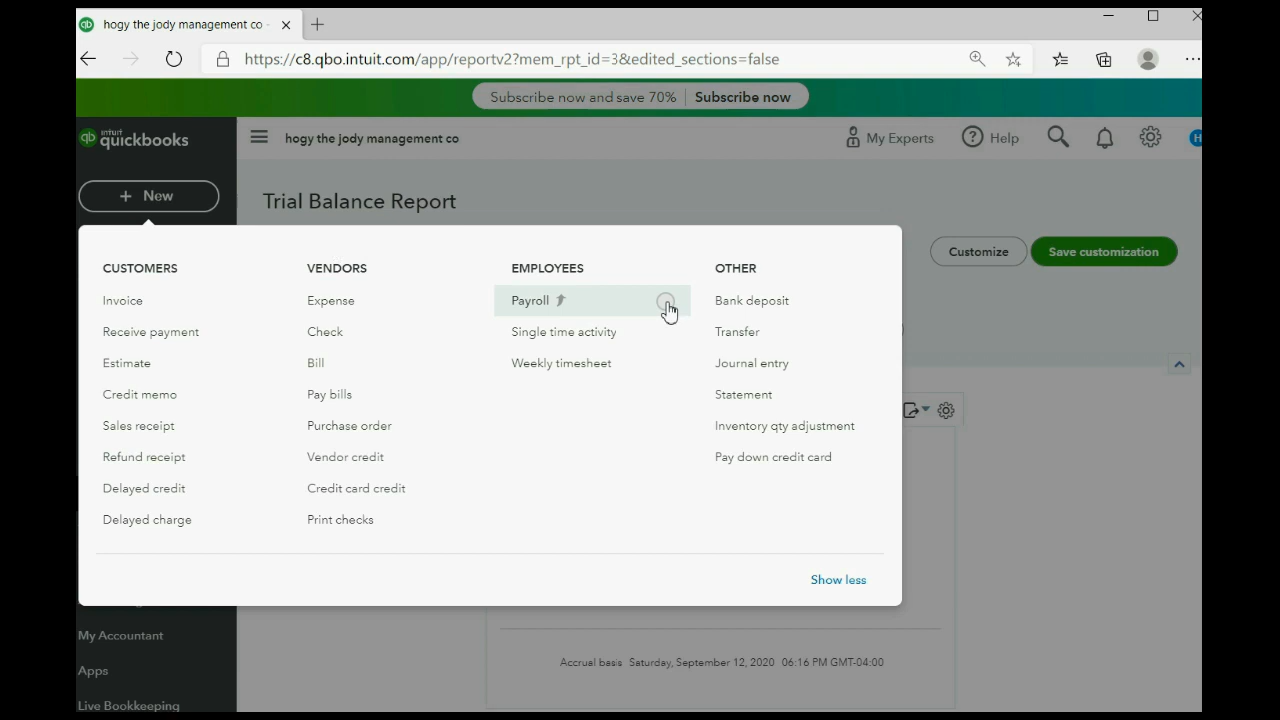 hogy the jody management co
https://c8.qbo.intuit.com/app/reportv2?mem_rpt_id=3&edited_sections=false
Subscribe now and save 70% Subscribe now
qb intuit quickbooks
hogy the jody management co
My Experts
Help
H
+ New
Trial Balance Report
Customize
Save customization
CUSTOMERS VENDORS EMPLOYEES OTHER
Invoice Expense Payroll Bank deposit
Receive payment Check Single time activity Transfer
Estimate Bill Weekly timesheet Journal entry
Credit memo Pay bills Statement
Sales receipt Purchase order Inventory qty adjustment
Refund receipt Vendor credit Pay down credit card
Delayed credit Credit card credit
Delayed charge Print checks
Show less
My Accountant
Accrual basis Saturday, September 12, 2020 06:16 PM GMT-04:00
Apps
Live Bookkeeping